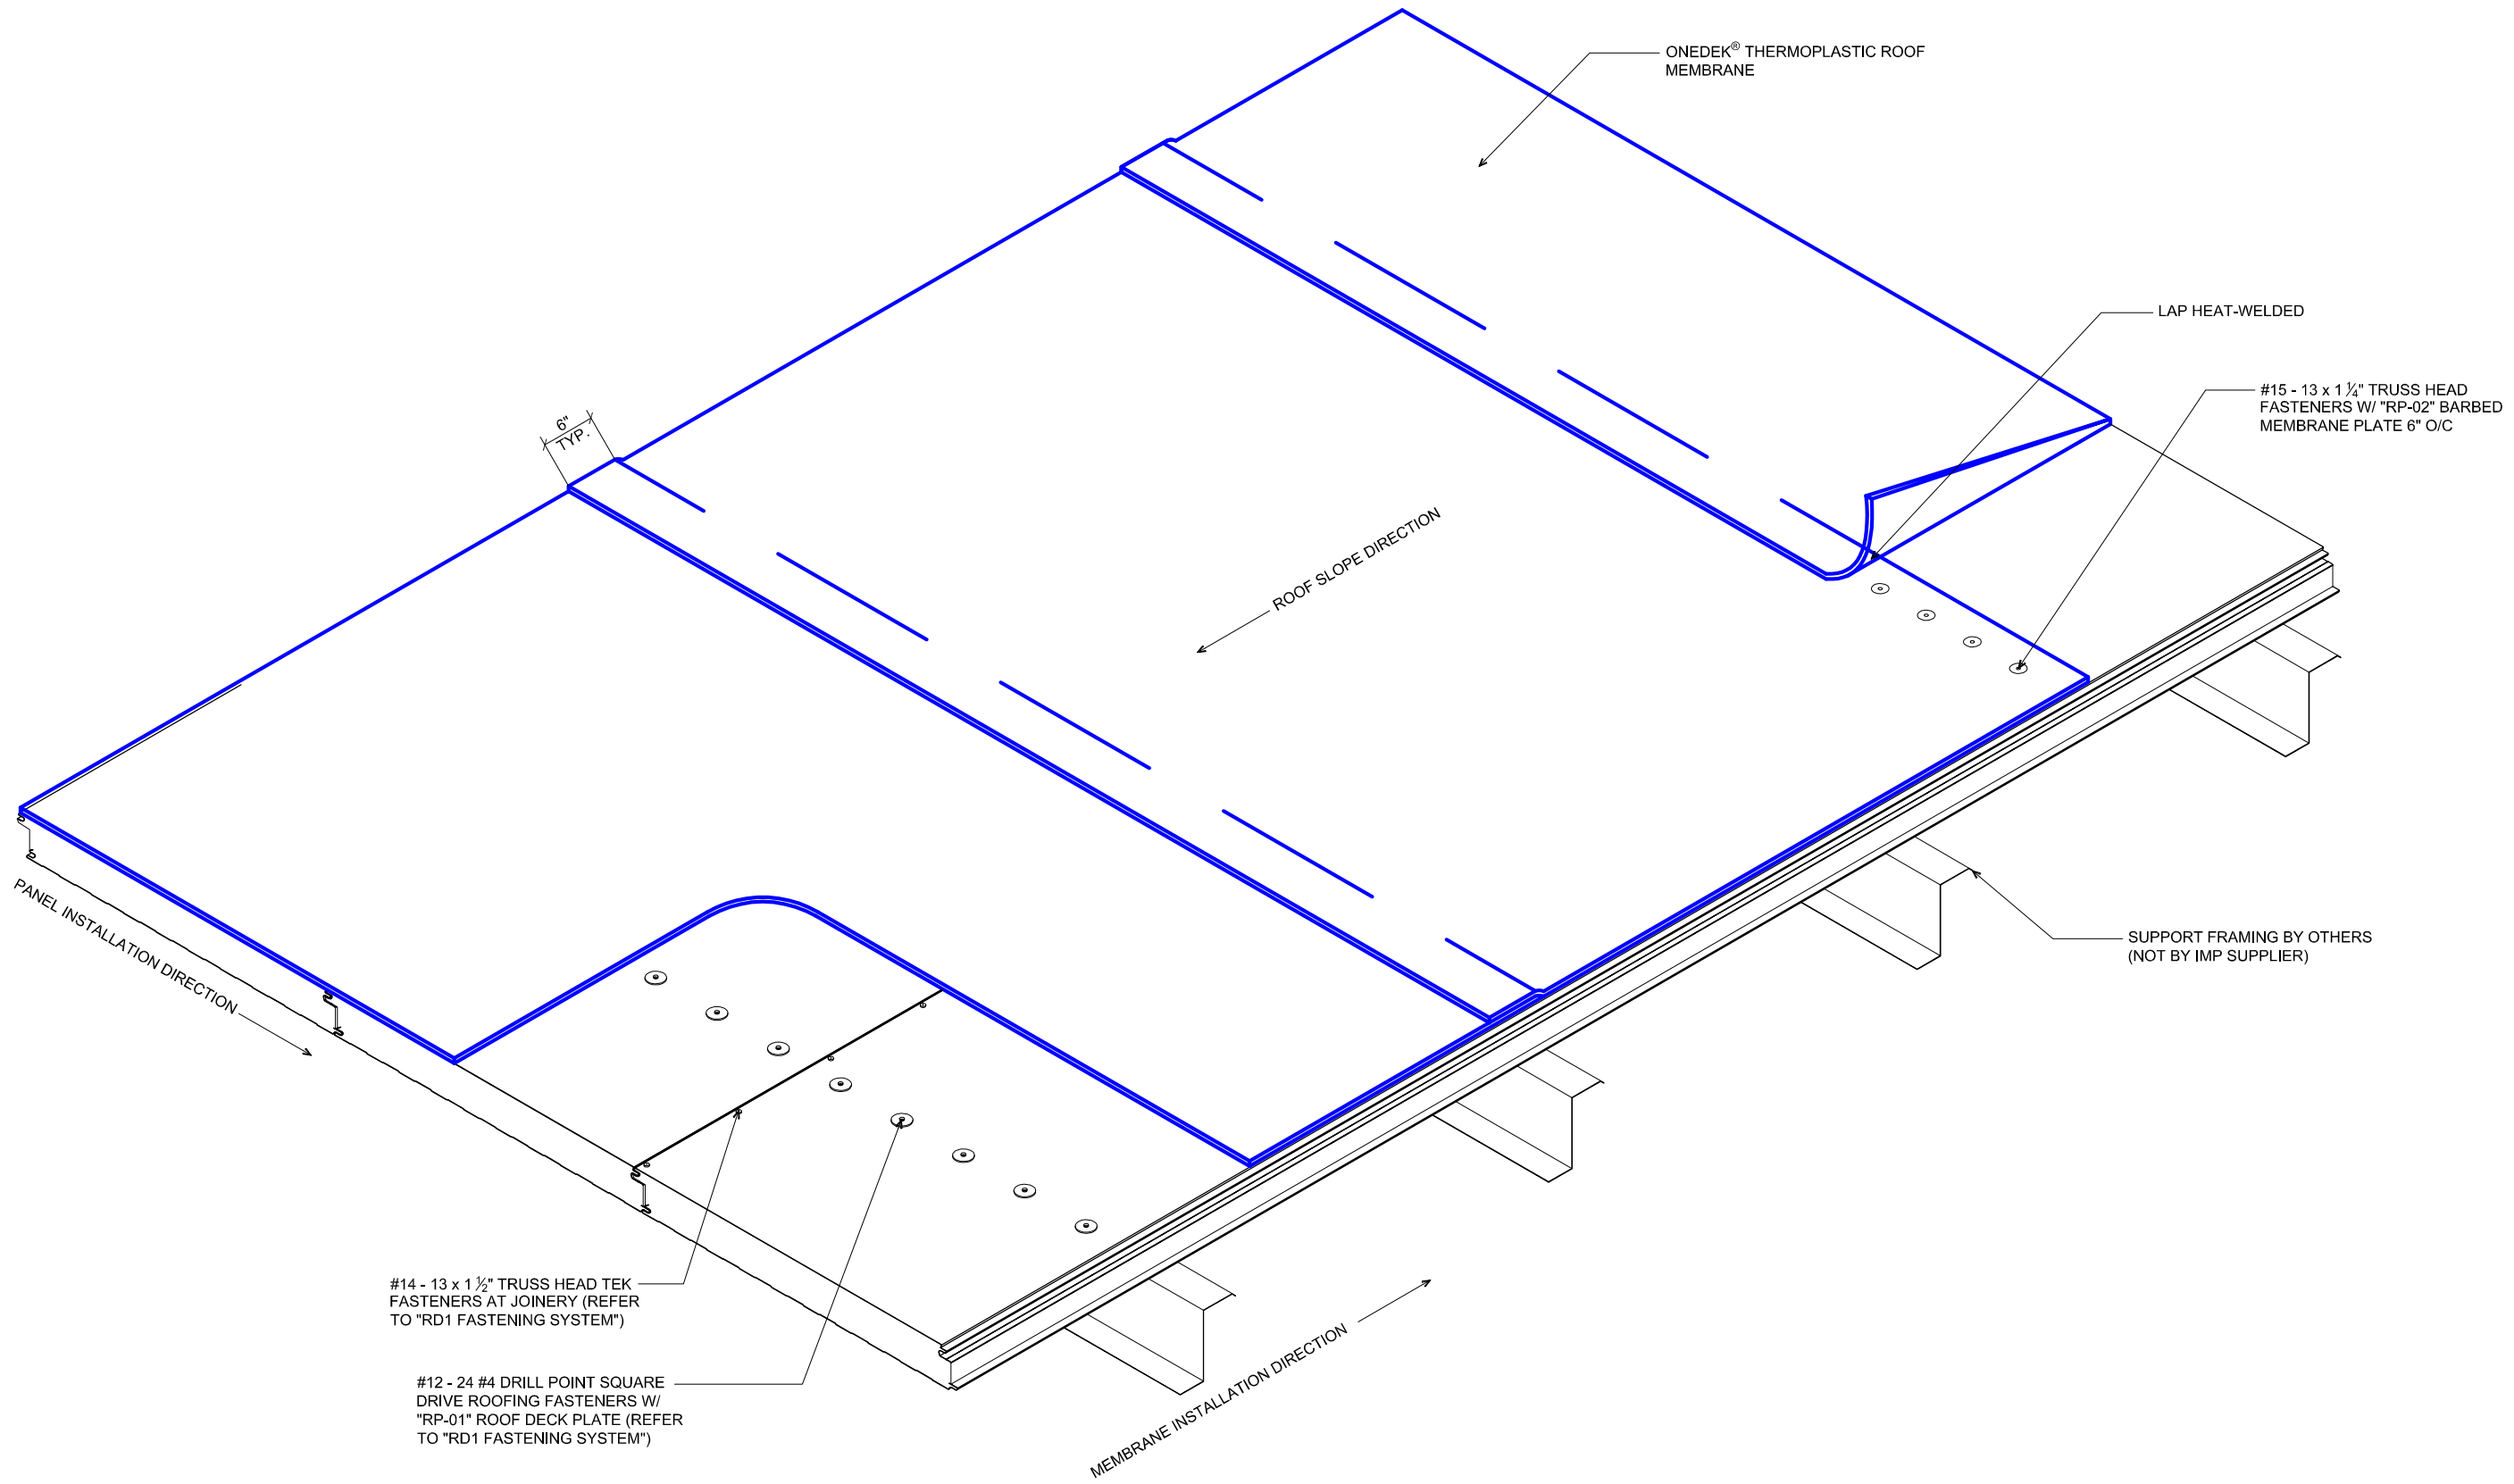 ONEDEK® THERMOPLASTIC ROOF
MEMBRANE
LAP HEAT-WELDED
#15 - 13 x 1 ¼" TRUSS HEAD
FASTENERS W/ "RP-02" BARBED
MEMBRANE PLATE 6" O/C
6"
TYP.
ROOF SLOPE DIRECTION
PANEL INSTALLATION DIRECTION
SUPPORT FRAMING BY OTHERS
(NOT BY IMP SUPPLIER)
#14 - 13 x 1 ½" TRUSS HEAD TEK
FASTENERS AT JOINERY (REFER
TO "RD1 FASTENING SYSTEM")
#12 - 24 #4 DRILL POINT SQUARE
DRIVE ROOFING FASTENERS W/
"RP-01" ROOF DECK PLATE (REFER
TO "RD1 FASTENING SYSTEM")
MEMBRANE INSTALLATION DIRECTION